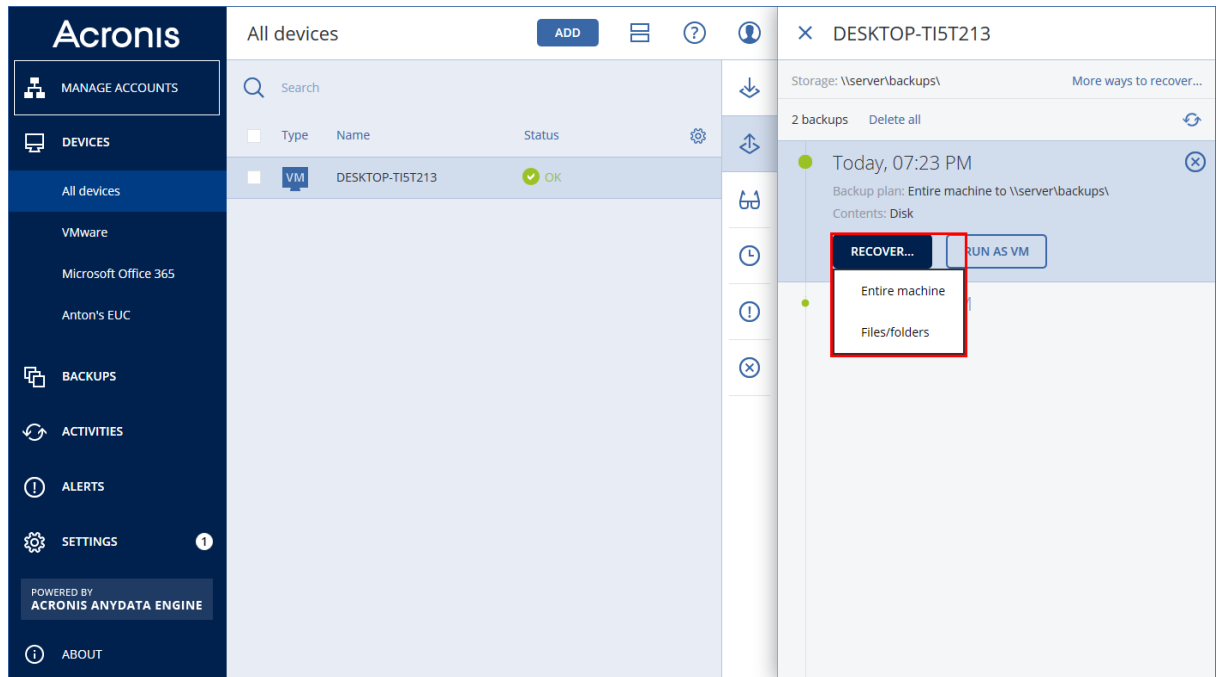 Acronis
MANAGE ACCOUNTS
DEVICES
All devices
VMware
Microsoft Office 365
Anton's EUC
BACKUPS
ACTIVITIES
ALERTS
SETTINGS 1
POWERED BY
ACRONIS ANYDATA ENGINE
ABOUT
All devices ADD
Search
Type Name Status
VM DESKTOP-TI5T213 OK
DESKTOP-TI5T213
Storage: \\server\backups\ More ways to recover...
2 backups Delete all
Today, 07:23 PM
Backup plan: Entire machine to \\server\backups\
Contents: Disk
RECOVER... RUN AS VM
Entire machine
Files/folders